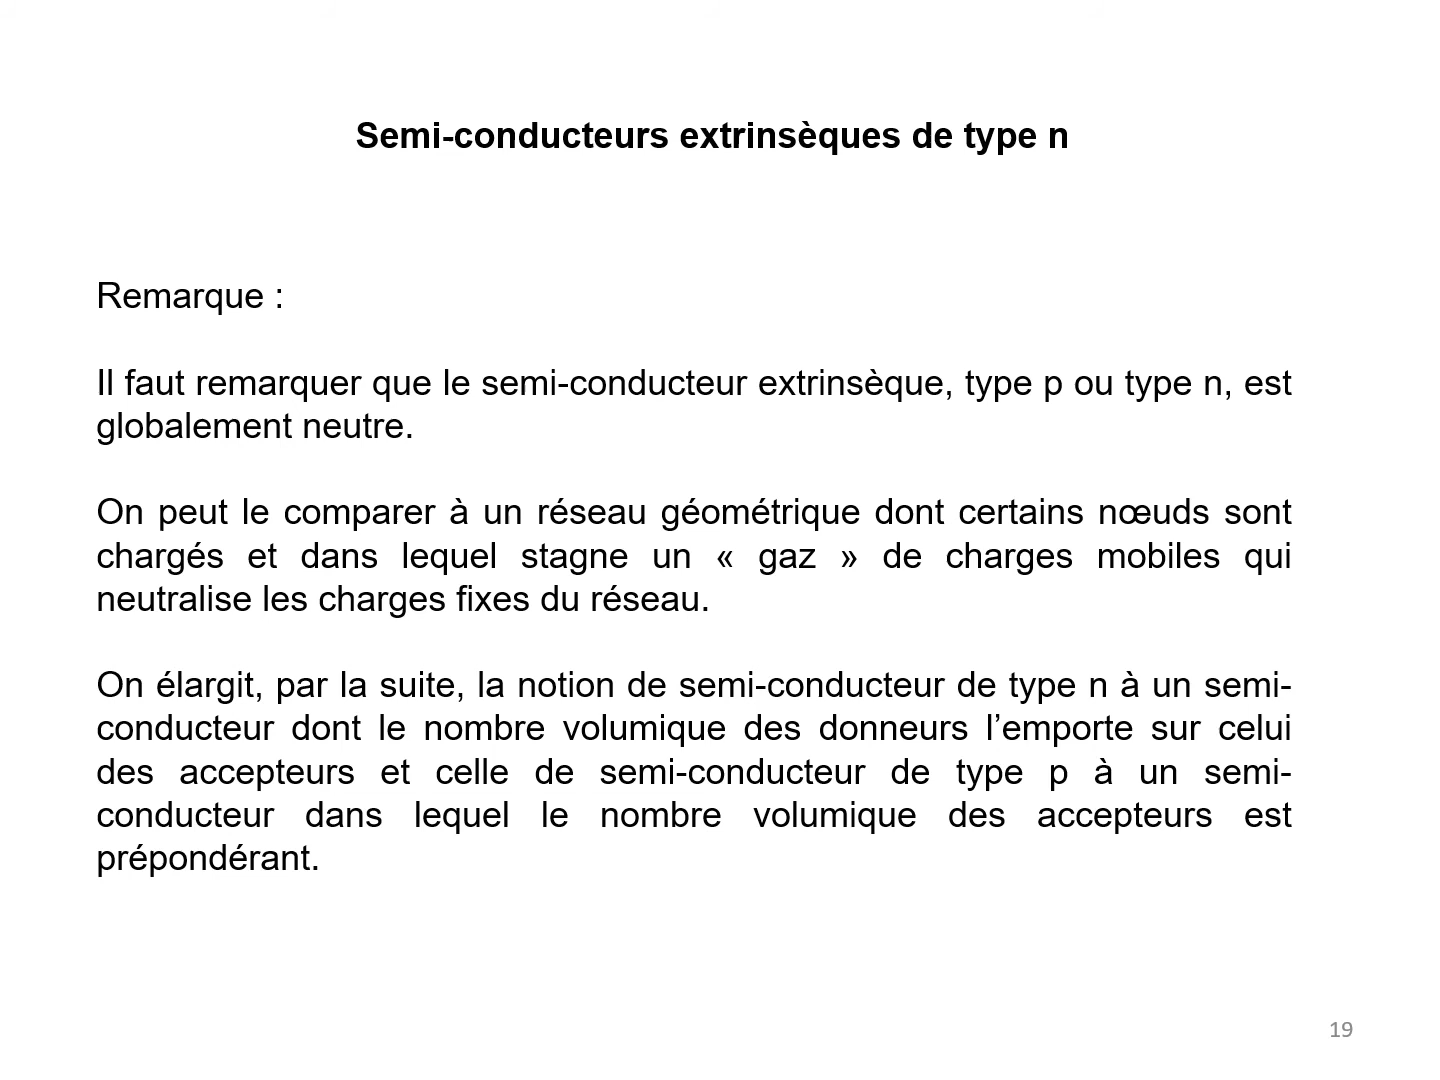 Semi-conducteurs extrinsèques de type n
Remarque :
Il faut remarquer que le semi-conducteur extrinsèque, type p ou type n, est
globalement neutre.
On peut le comparer à un réseau géométrique dont certains nœuds sont
chargés et dans lequel stagne un « gaz » de charges mobiles qui
neutralise les charges fixes du réseau.
On élargit, par la suite, la notion de semi-conducteur de type n à un semi-
conducteur dont le nombre volumique des donneurs l’emporte sur celui
des accepteurs et celle de semi-conducteur de type p à un semi-
conducteur dans lequel le nombre volumique des accepteurs est
prépondérant.
19